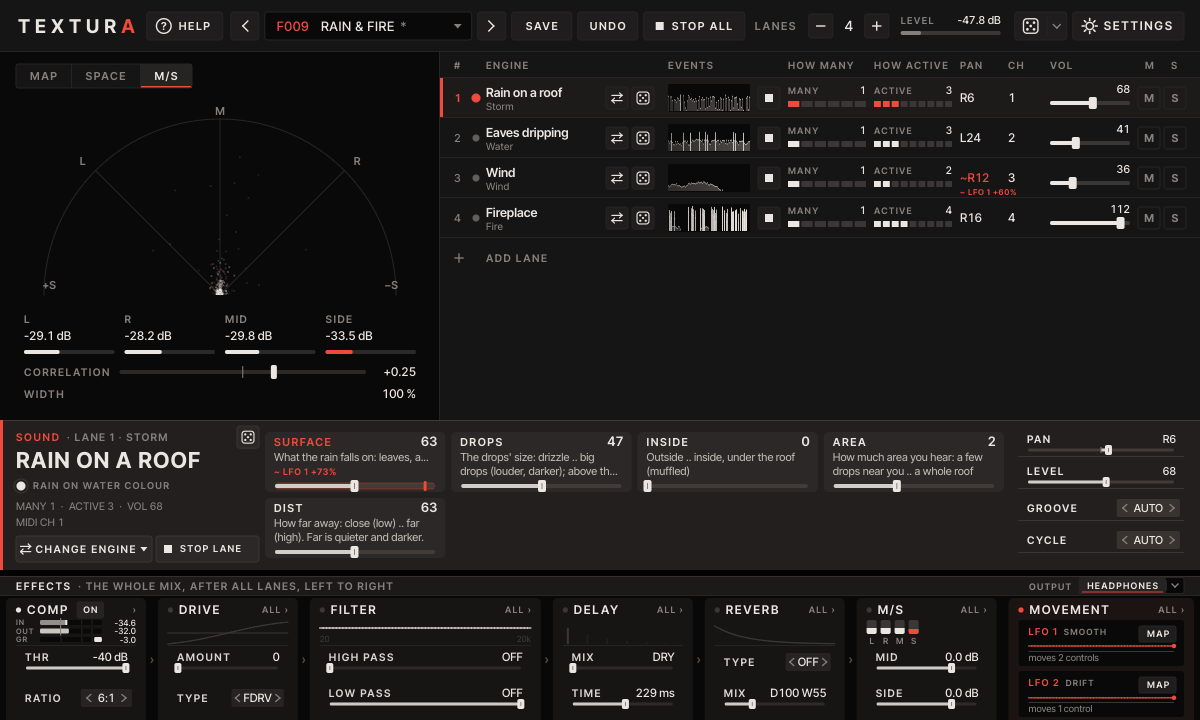 TEXTURA HELP F009 RAIN & FIRE * SAVE UNDO STOP ALL LANES 4 LEVEL -47.8 dB SETTINGS
MAP SPACE M/S
M
L R
+S −S
L R MID SIDE
-29.1 dB -28.2 dB -29.8 dB -33.5 dB
CORRELATION +0.25
WIDTH 100 %
# ENGINE EVENTS HOW MANY HOW ACTIVE PAN CH VOL M S
1 Rain on a roof MANY 1 ACTIVE 3 R6 1 68 M S
Storm
2 Eaves dripping MANY 1 ACTIVE 3 L24 2 41 M S
Water
3 Wind MANY 1 ACTIVE 2 ~R12 3 36 M S
Wind ~ LFO 1 +60%
4 Fireplace MANY 1 ACTIVE 4 R16 4 112 M S
Fire
+ ADD LANE
SOUND · LANE 1 · STORM
RAIN ON A ROOF
RAIN ON WATER COLOUR
MANY 1 · ACTIVE 3 · VOL 68
MIDI CH 1
CHANGE ENGINE STOP LANE
SURFACE 63
What the rain falls on: leaves, a...
~ LFO 1 +73%
DROPS 47
The drops' size: drizzle .. big
drops (louder, darker); above th...
INSIDE 0
Outside .. inside, under the roof
(muffled)
AREA 2
How much area you hear: a few
drops near you .. a whole roof
DIST 63
How far away: close (low) .. far
(high). Far is quieter and darker.
PAN R6
LEVEL 68
GROOVE < AUTO >
CYCLE < AUTO >
EFFECTS · THE WHOLE MIX, AFTER ALL LANES, LEFT TO RIGHT OUTPUT HEADPHONES
COMP ON ›
IN -34.6
OUT -32.0
GR -3.0
THR -40 dB
RATIO < 6:1 >
DRIVE ALL ›
AMOUNT 0
TYPE < FDRV >
FILTER ALL ›
20 20k
HIGH PASS OFF
LOW PASS OFF
DELAY ALL ›
MIX DRY
TIME 229 ms
REVERB ALL ›
TYPE < OFF >
MIX D100 W55
M/S ALL ›
L R M S
MID 0.0 dB
SIDE 0.0 dB
MOVEMENT ALL ›
LFO 1 SMOOTH MAP
moves 2 controls
LFO 2 DRIFT MAP
moves 1 control